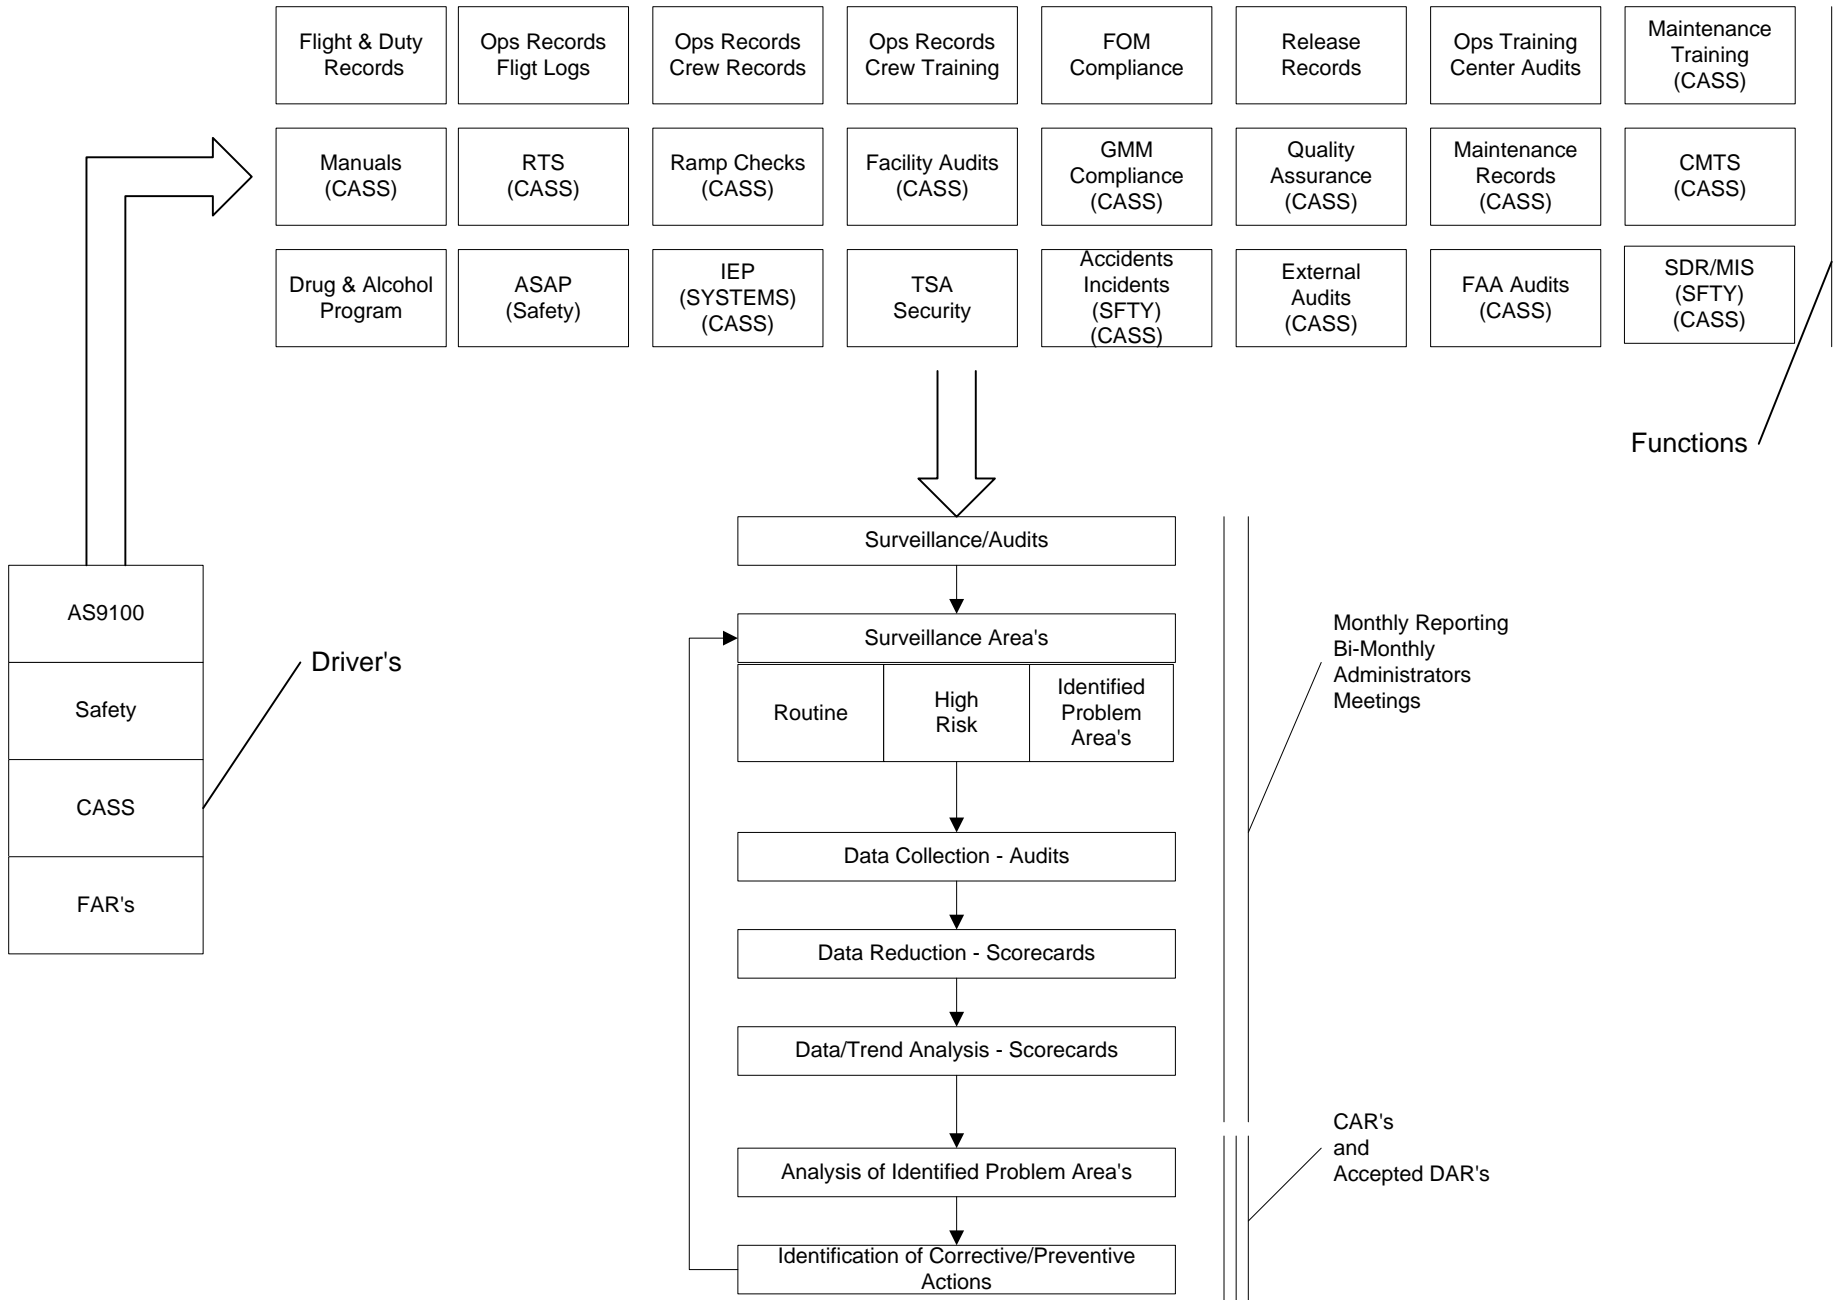 Flight & Duty
Records
Ops Records
Fligt Logs
Ops Records
Crew Records
Ops Records
Crew Training
FOM
Compliance
Release
Records
Ops Training
Center Audits
Maintenance
Training
(CASS)
Manuals
(CASS)
RTS
(CASS)
Ramp Checks
(CASS)
Facility Audits
(CASS)
GMM
Compliance
(CASS)
Quality
Assurance
(CASS)
Maintenance
Records
(CASS)
CMTS
(CASS)
Drug & Alcohol
Program
ASAP
(Safety)
IEP
(SYSTEMS)
(CASS)
TSA
Security
Accidents
Incidents
(SFTY)
(CASS)
External
Audits
(CASS)
FAA Audits
(CASS)
SDR/MIS
(SFTY)
(CASS)
Functions
AS9100
Safety
CASS
FAR's
Driver's
Surveillance/Audits
Surveillance Area's
Routine
High
Risk
Identified
Problem
Area's
Data Collection - Audits
Data Reduction - Scorecards
Data/Trend Analysis - Scorecards
Analysis of Identified Problem Area's
Identification of Corrective/Preventive
Actions
Monthly Reporting
Bi-Monthly
Administrators
Meetings
CAR's
and
Accepted DAR's